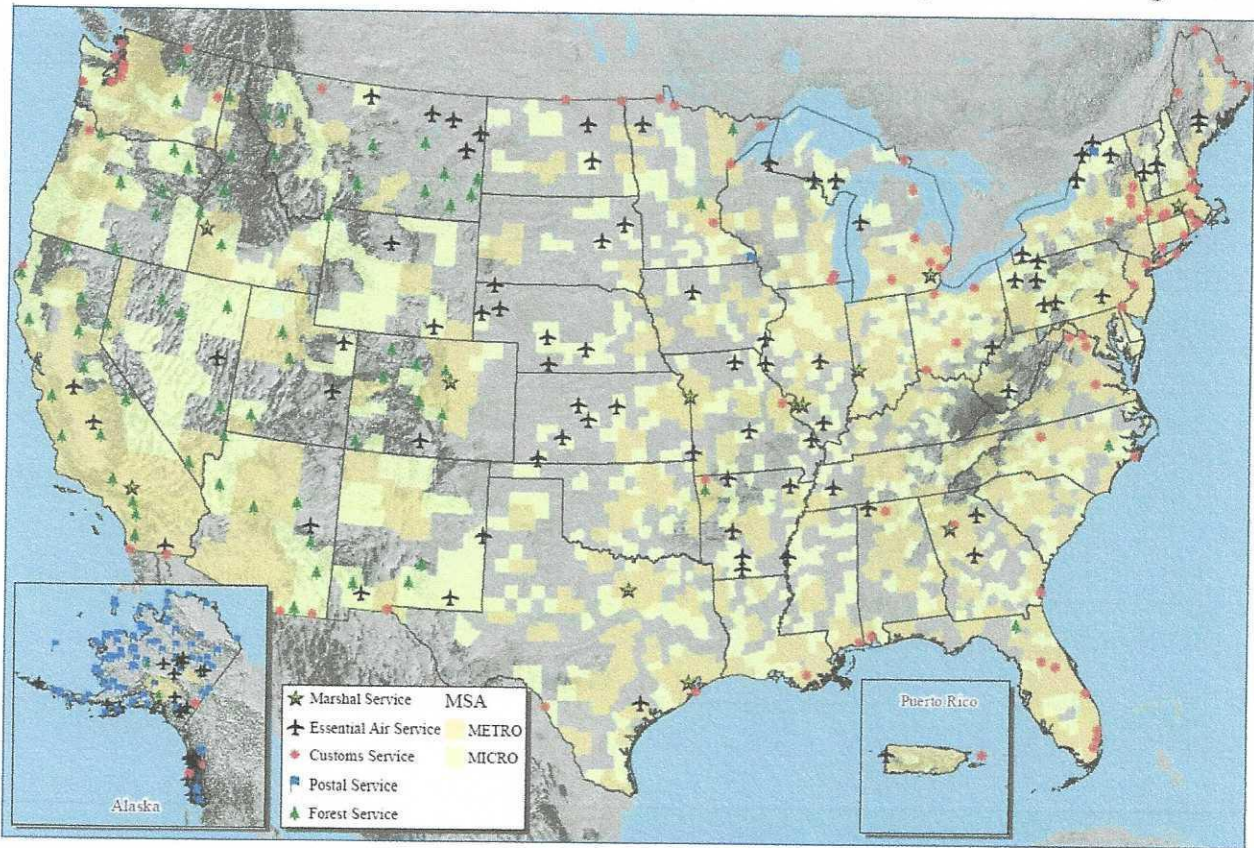 Marshal Service
Essential Air Service
Customs Service
Postal Service
Forest Service
MSA
METRO
MICRO
Alaska
Puerto Rico